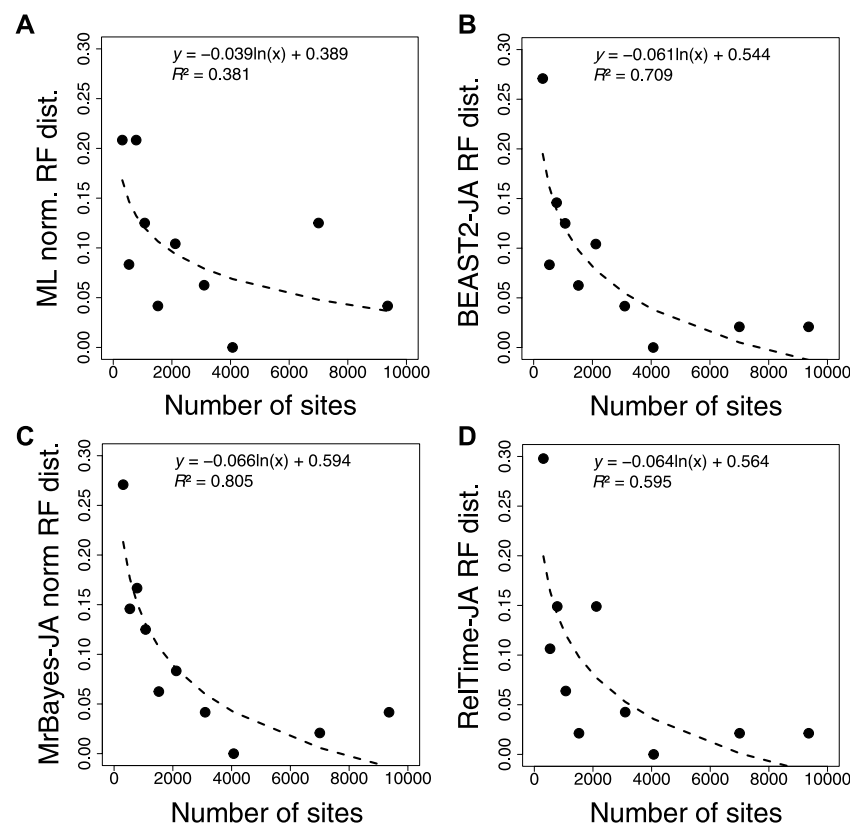 A
ML norm. RF dist.
0.30
0.25
0.20
0.15
0.10
0.05
0.00
y = −0.039ln(x) + 0.389
R² = 0.381
0 2000 4000 6000 8000 10000
Number of sites
B
BEAST2-JA RF dist.
0.30
0.25
0.20
0.15
0.10
0.05
0.00
y = −0.061ln(x) + 0.544
R² = 0.709
0 2000 4000 6000 8000 10000
Number of sites
C
MrBayes-JA norm RF dist.
0.30
0.25
0.20
0.15
0.10
0.05
0.00
y = −0.066ln(x) + 0.594
R² = 0.805
0 2000 4000 6000 8000 10000
Number of sites
D
RelTime-JA RF dist.
0.30
0.25
0.20
0.15
0.10
0.05
0.00
y = −0.064ln(x) + 0.564
R² = 0.595
0 2000 4000 6000 8000 10000
Number of sites